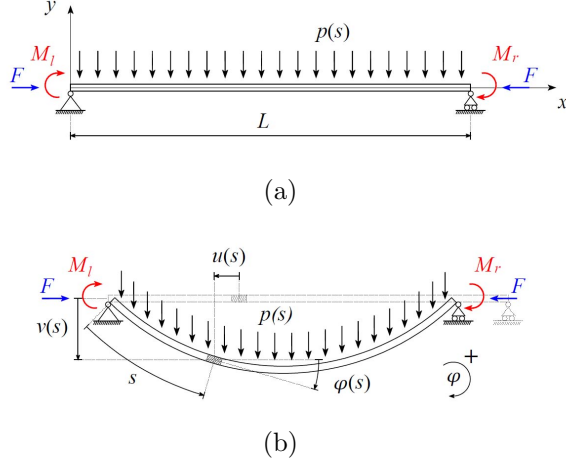 y
p(s)
M_l
M_r
F
F
x
L
(a)
u(s)
M_l
M_r
F
F
p(s)
v(s)
s
φ(s)
φ
+
(b)